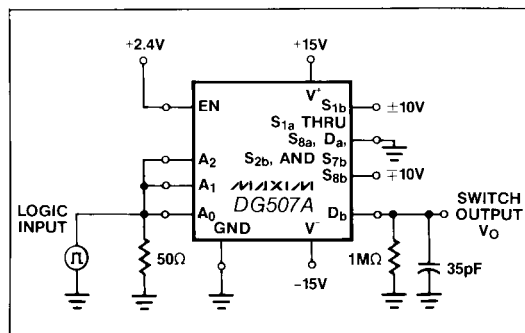 +2.4V
+15V
EN
V+
S1b
±10V
S1a THRU
S8a, Da,
S2b, AND S7b
S8b
∓10V
A2
A1
A0
MAXIM
DG507A
Db
SWITCH
OUTPUT
VO
LOGIC
INPUT
GND
V-
50Ω
1MΩ
35pF
-15V